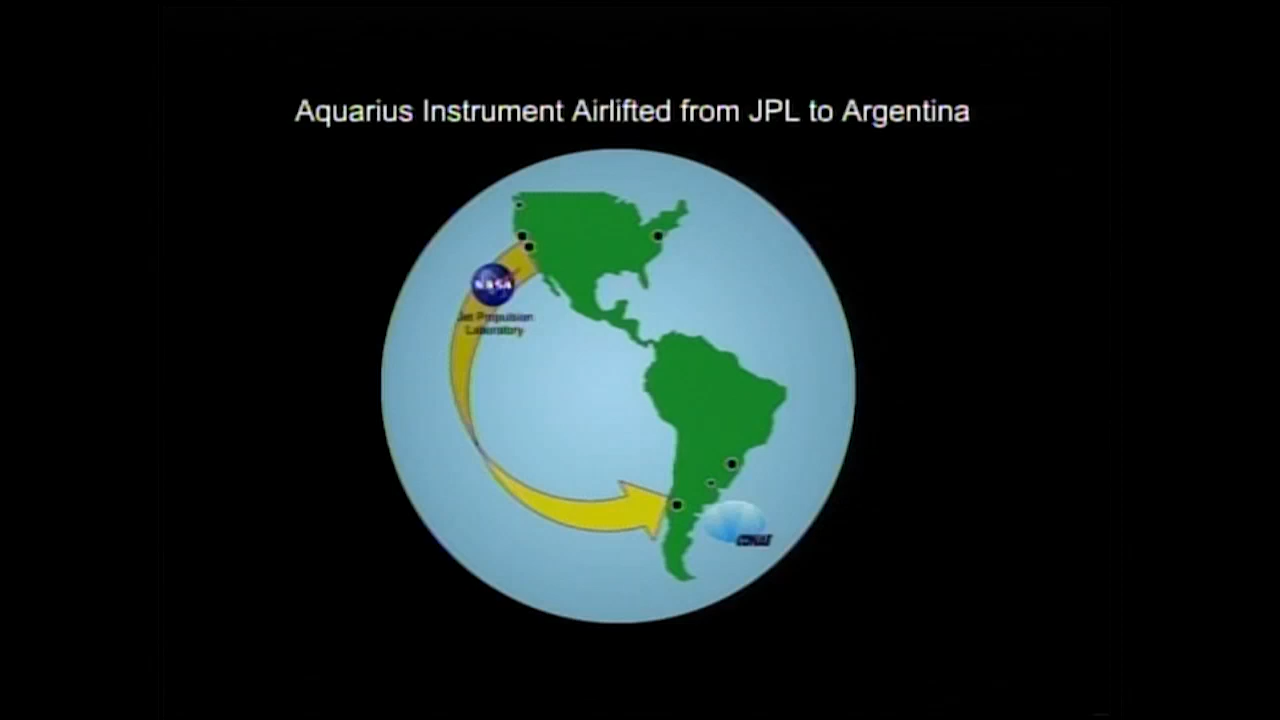 Aquarius Instrument Airlifted from JPL to Argentina
NASA
Jet Propulsion
Laboratory